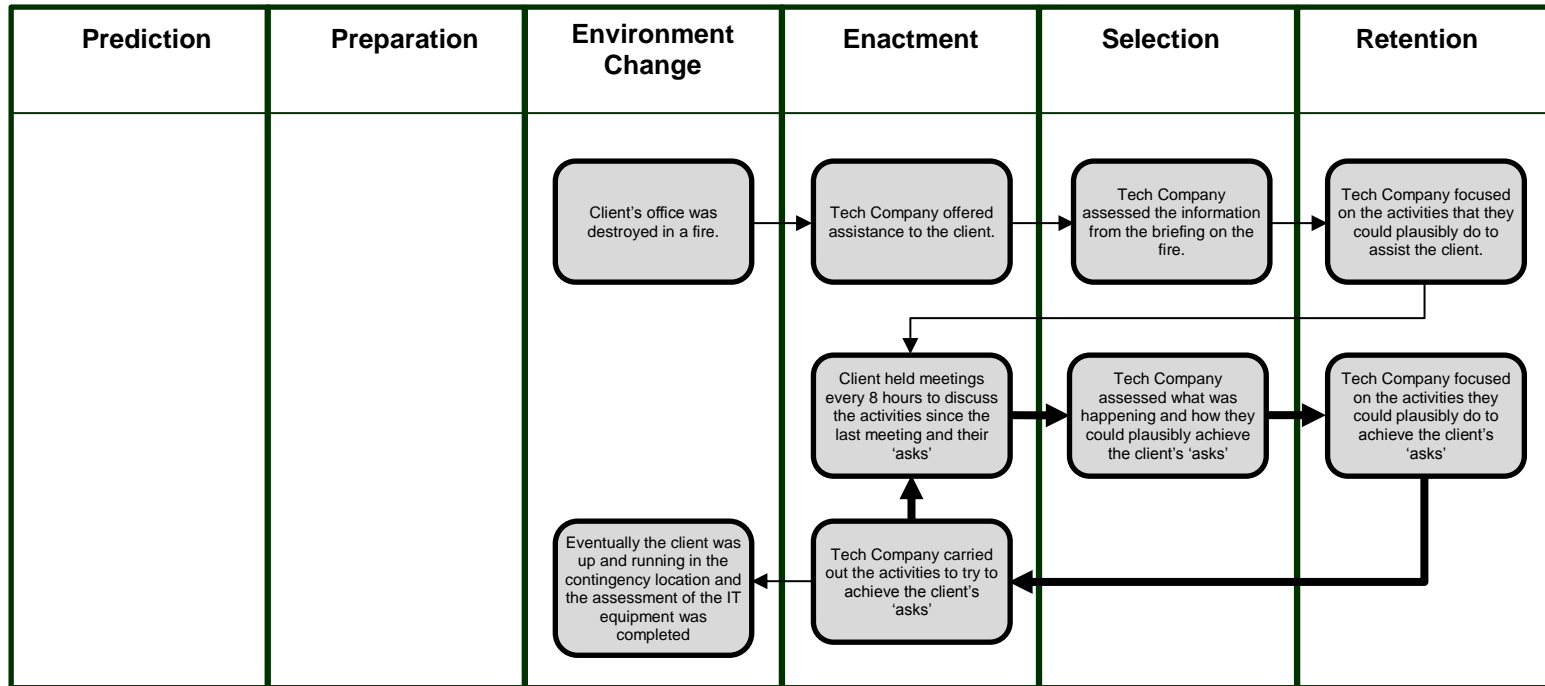 Prediction
Preparation
Environment
Change
Enactment
Selection
Retention
Client’s office was
destroyed in a fire.
Tech Company offered
assistance to the client.
Tech Company
assessed the information
from the briefing on the
fire.
Tech Company focused
on the activities that they
could plausibly do to
assist the client.
Client held meetings
every 8 hours to discuss
the activities since the
last meeting and their
‘asks’
Tech Company
assessed what was
happening and how they
could plausibly achieve
the client’s ‘asks’
Tech Company focused
on the activities they
could plausibly do to
achieve the client’s
‘asks’
Eventually the client was
up and running in the
contingency location and
the assessment of the IT
equipment was
completed
Tech Company carried
out the activities to try to
achieve the client’s
‘asks’